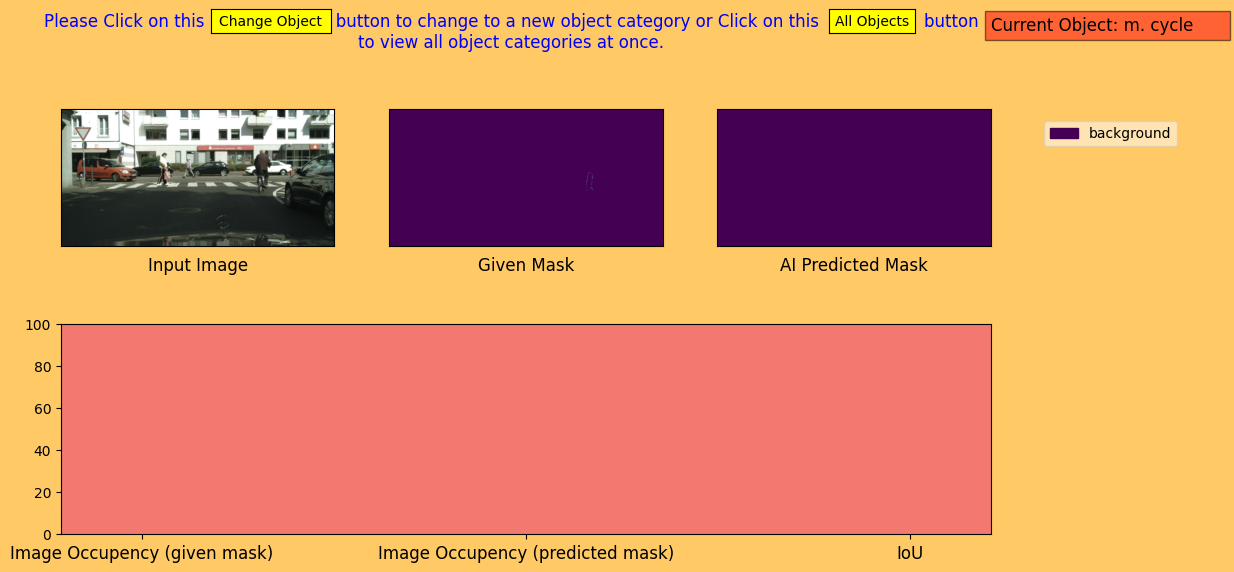 Please Click on this Change Object button to change to a new object category or Click on this All Objects button
to view all object categories at once.
Current Object: m. cycle
background
Input Image
Given Mask
AI Predicted Mask
100
80
60
40
20
0
Image Occupancy (given mask)
Image Occupancy (predicted mask)
IoU